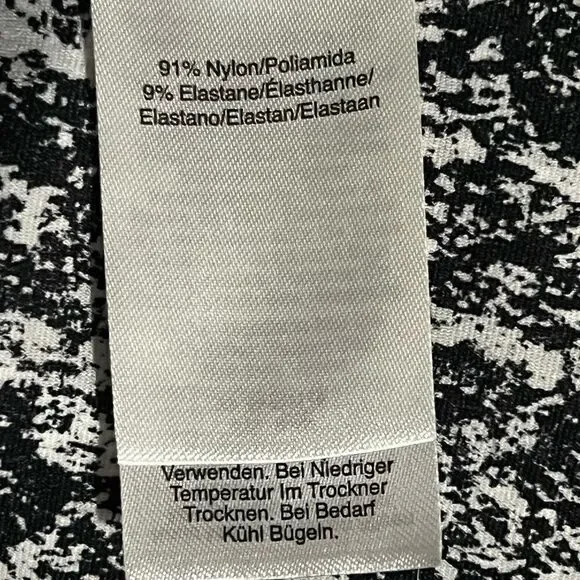 91% Nylon/Poliamida
9% Elastane/Élasthanne/
Elastano/Elastan/Elastaan
Verwenden. Bei Niedriger
Temperatur Im Trockner
Trocknen. Bei Bedarf
Kühl Bügeln.